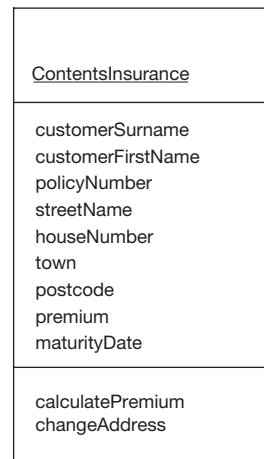 ContentsInsurance
customerSurname
customerFirstName
policyNumber
streetName
houseNumber
town
postcode
premium
maturityDate
calculatePremium
changeAddress